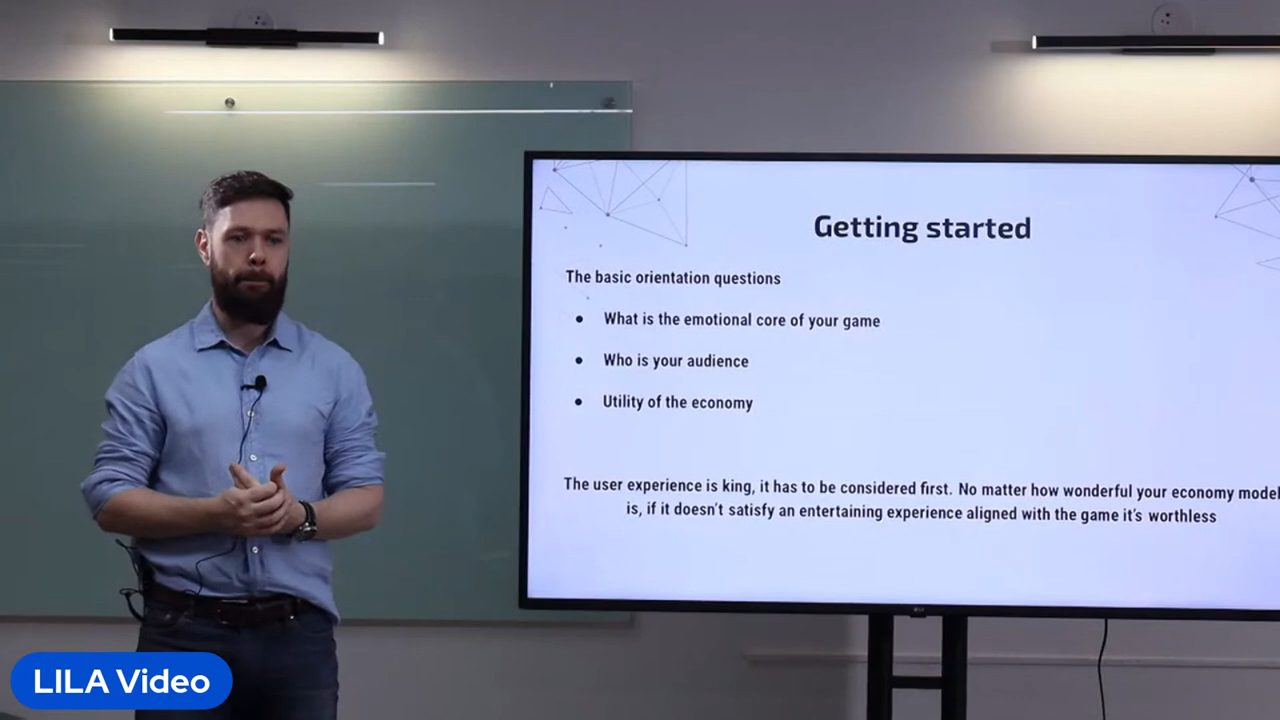 Getting started
The basic orientation questions
● What is the emotional core of your game
● Who is your audience
● Utility of the economy
The user experience is king, it has to be considered first. No matter how wonderful your economy model
is, if it doesn't satisfy an entertaining experience aligned with the game it's worthless
LILA Video